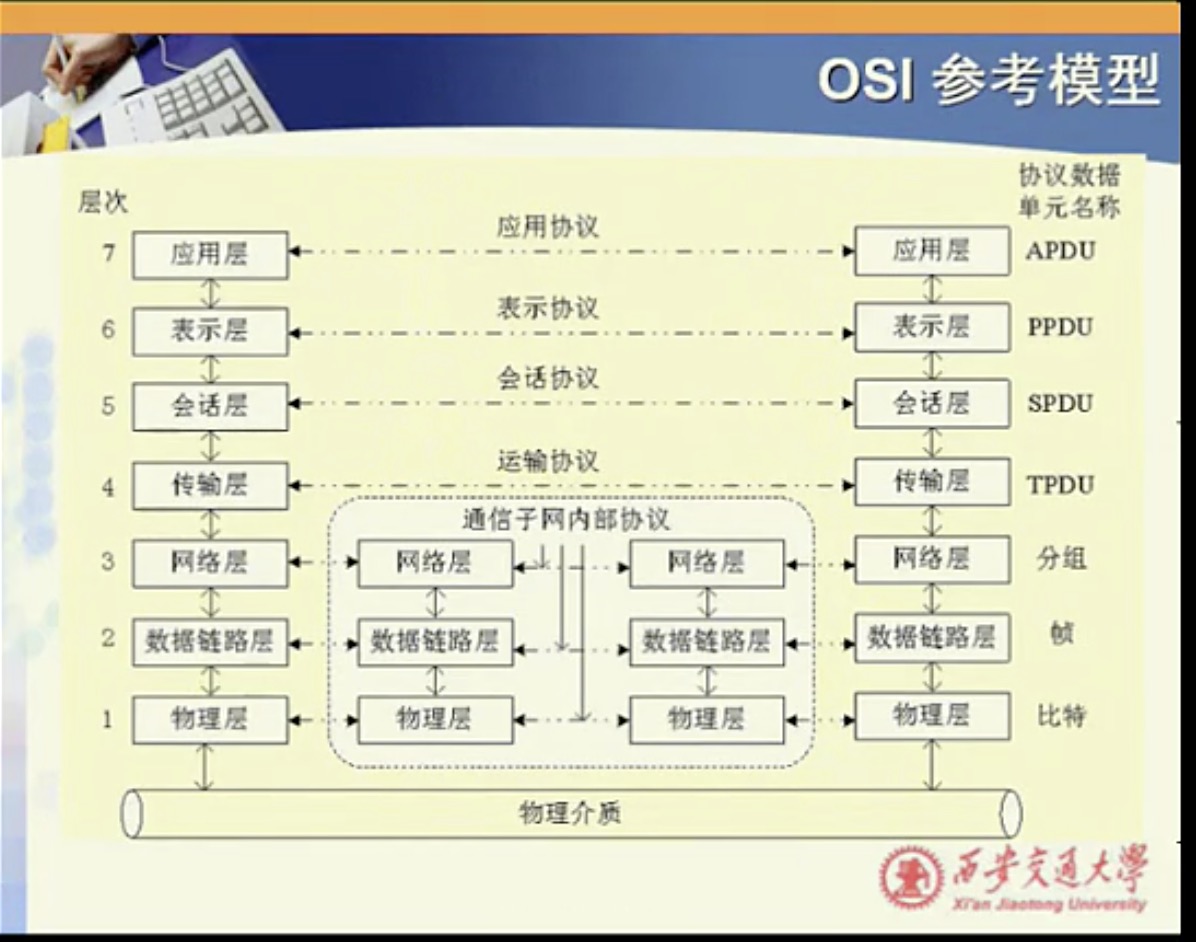 OSI 参考模型
层次
协议数据
单元名称
7 应用层 应用协议 应用层 APDU
6 表示层 表示协议 表示层 PPDU
5 会话层 会话协议 会话层 SPDU
4 传输层 运输协议 传输层 TPDU
通信子网内部协议
3 网络层 网络层 网络层 网络层 分组
2 数据链路层 数据链路层 数据链路层 数据链路层 帧
1 物理层 物理层 物理层 物理层 比特
物理介质
西安交通大學
Xi'an Jiaotong University